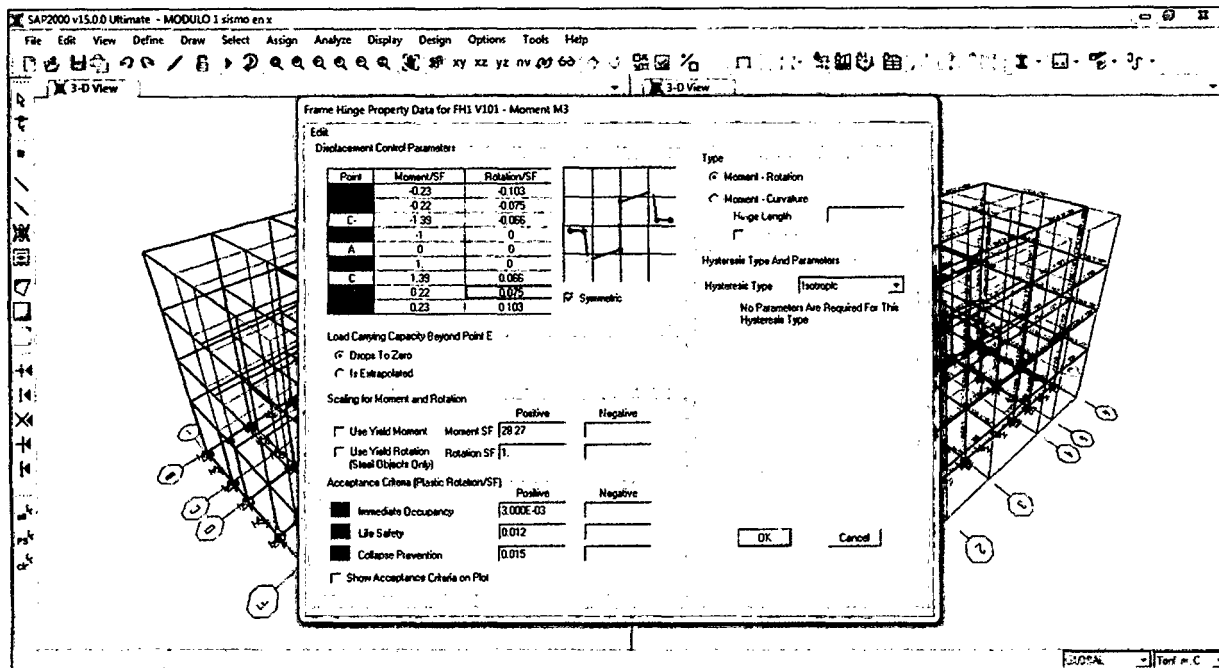 SAP2000 v15.0.0 Ultimate - MODULO 1 sismo en x
File Edit View Define Draw Select Assign Analyze Display Design Options Tools Help
xy xz yz nv
3-D View
3-D View
Frame Hinge Property Data for FH1 V101 - Moment M3
Edit
Displacement Control Parameters
Point Moment/SF Rotation/SF
-0.23 -0.103
-0.22 -0.075
C- -1.39 -0.066
-1 0
A 0 0
1. 0
C 1.39 0.066
0.22 0.075
0.23 0.103
Symmetric
Load Carrying Capacity Beyond Point E
Drops To Zero
Is Extrapolated
Scaling for Moment and Rotation
Positive Negative
Use Yield Moment Moment SF 28.27
Use Yield Rotation Rotation SF 1.
(Steel Objects Only)
Acceptance Criteria (Plastic Rotation/SF)
Positive Negative
Immediate Occupancy 3.000E-03
Life Safety 0.012
Collapse Prevention 0.015
Show Acceptance Criteria on Plot
Type
Moment - Rotation
Moment - Curvature
Hinge Length
Hysteresis Type And Parameters
Hysteresis Type Isotropic
No Parameters Are Required For This
Hysteresis Type
OK Cancel
GLOBAL Tonf, m, C